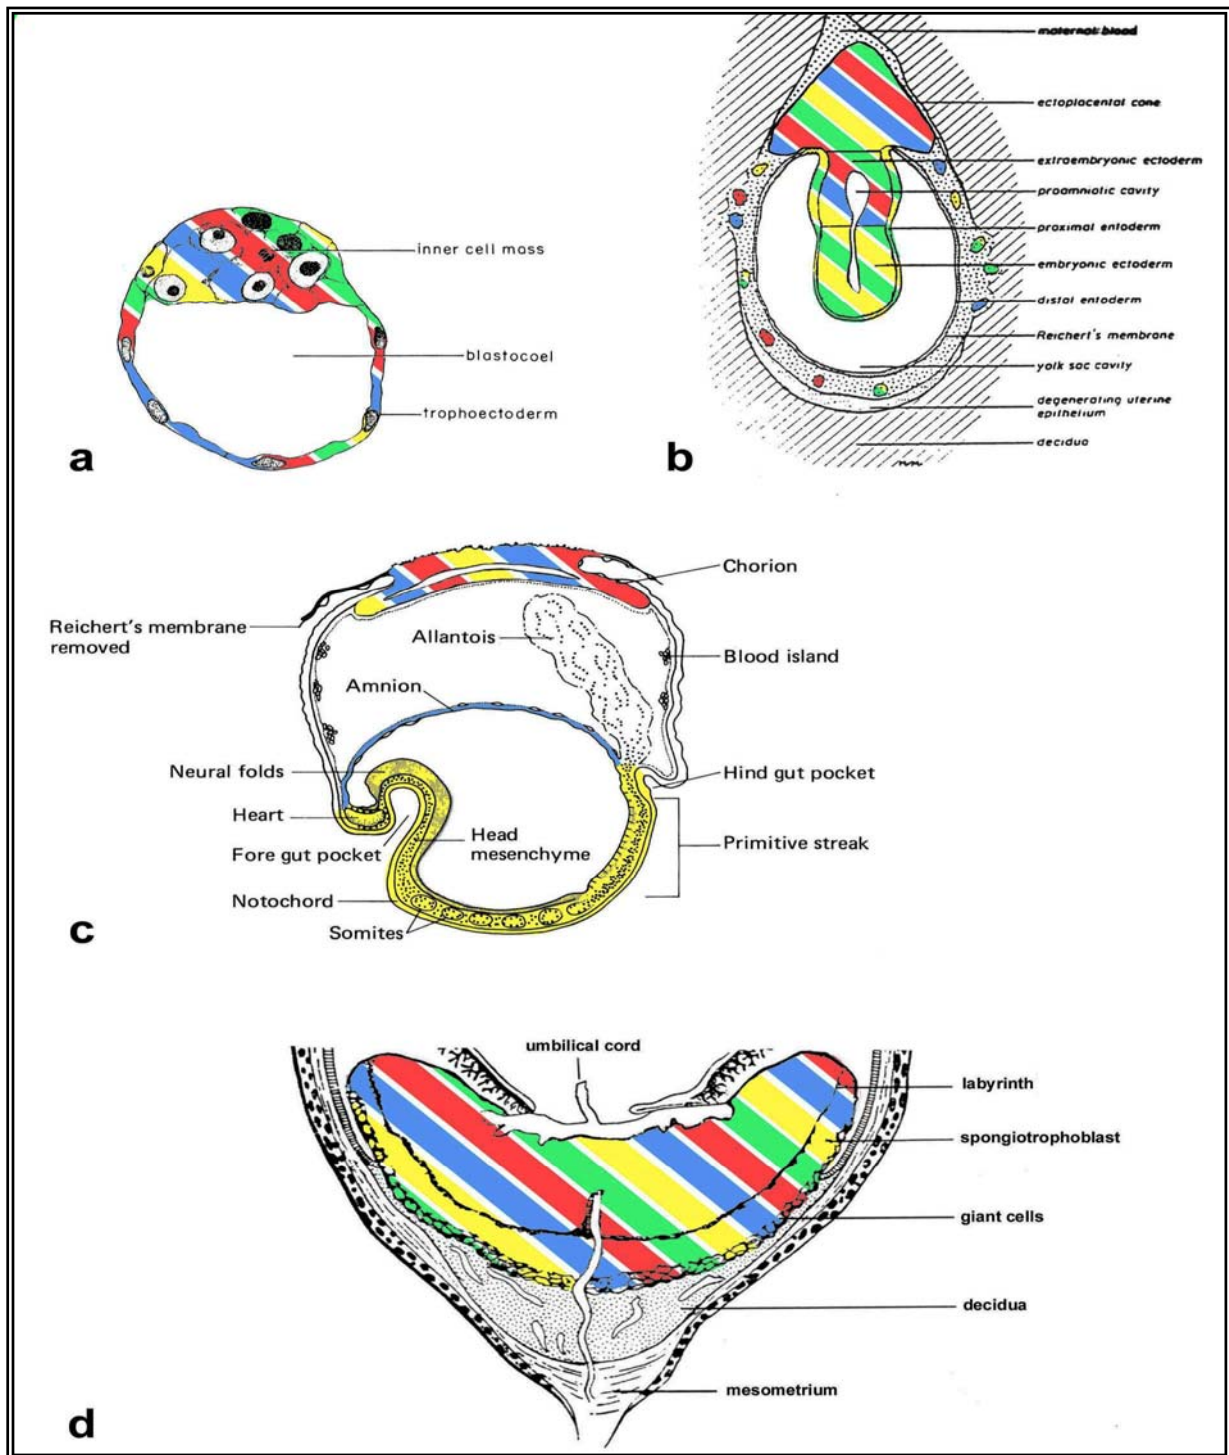 maternal blood
ectoplacental cone
extraembryonic ectoderm
proamniotic cavity
proximal entoderm
embryonic ectoderm
distal entoderm
Reichert's membrane
yolk sac cavity
degenerating uterine
epithelium
decidua
b
inner cell mass
blastocoel
trophoectoderm
a
Chorion
Reichert's membrane
removed
Allantois
Blood island
Amnion
Neural folds
Hind gut pocket
Heart
Fore gut pocket
Head
mesenchyme
Primitive streak
Notochord
Somites
c
umbilical cord
labyrinth
spongiotrophoblast
giant cells
decidua
mesometrium
d